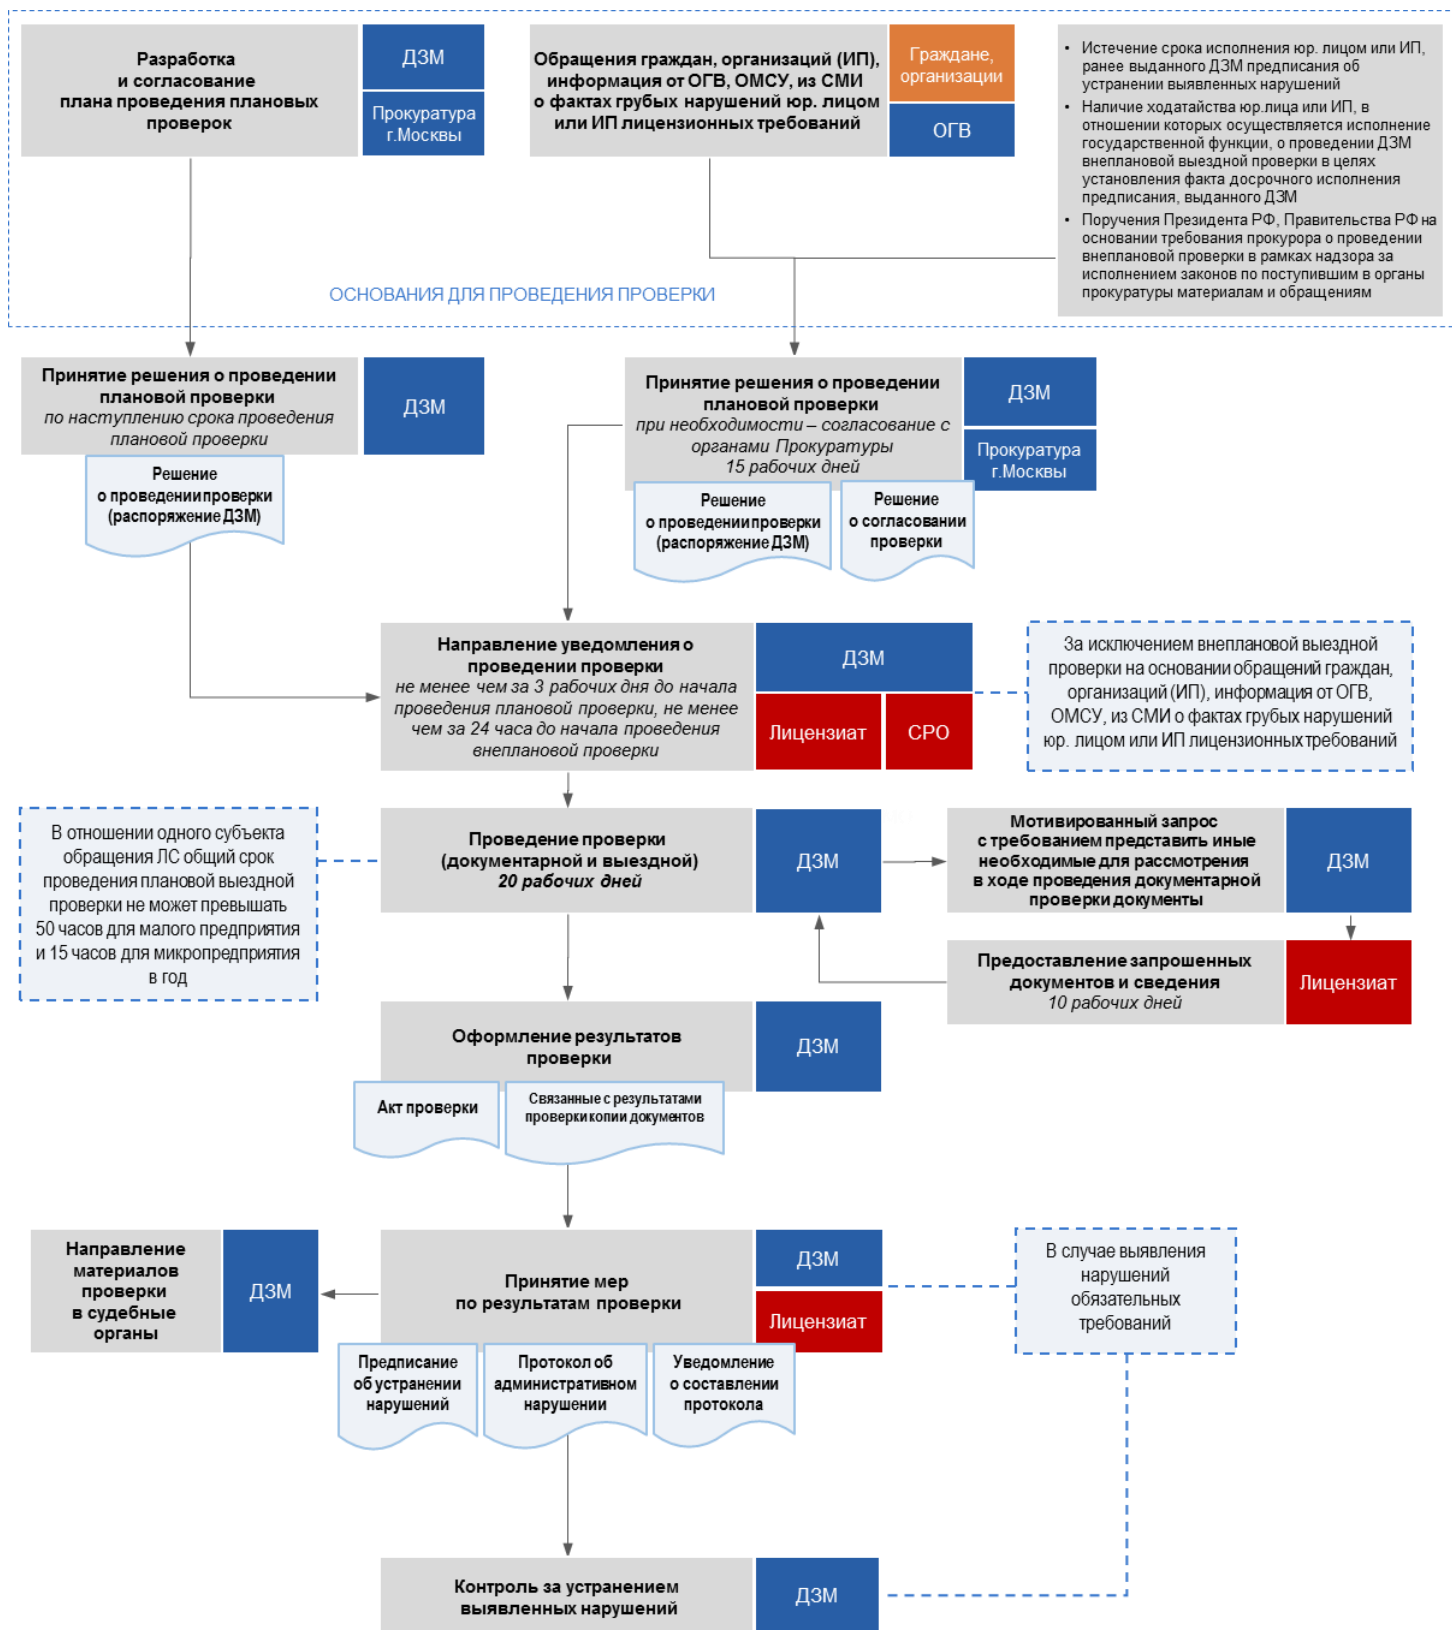 Разработка
и согласование
плана проведения плановых
проверок
ДЗМ
Прокуратура
г.Москвы
Обращения граждан, организаций (ИП),
информация от ОГВ, ОМСУ, из СМИ
о фактах грубых нарушений юр. лицом
или ИП лицензионных требований
Граждане,
организации
ОГВ
• Истечение срока исполнения юр. лицом или ИП,
ранее выданного ДЗМ предписания об
устранении выявленных нарушений
• Наличие ходатайства юр.лица или ИП, в
отношении которых осуществляется исполнение
государственной функции, о проведении ДЗМ
внеплановой выездной проверки в целях
установления факта досрочного исполнения
предписания, выданного ДЗМ
• Поручения Президента РФ, Правительства РФ на
основании требования прокурора о проведении
внеплановой проверки в рамках надзора за
исполнением законов по поступившим в органы
прокуратуры материалам и обращениям
ОСНОВАНИЯ ДЛЯ ПРОВЕДЕНИЯ ПРОВЕРКИ
Принятие решения о проведении
плановой проверки
по наступлению срока проведения
плановой проверки
ДЗМ
Решение
о проведении проверки
(распоряжение ДЗМ)
Принятие решения о проведении
плановой проверки
при необходимости – согласование с
органами Прокуратуры
15 рабочих дней
ДЗМ
Прокуратура
г.Москвы
Решение
о проведении проверки
(распоряжение ДЗМ)
Решение
о согласовании
проверки
Направление уведомления о
проведении проверки
не менее чем за 3 рабочих дня до начала
проведения плановой проверки, не менее
чем за 24 часа до начала проведения
внеплановой проверки
ДЗМ
Лицензиат
СРО
За исключением внеплановой выездной
проверки на основании обращений граждан,
организаций (ИП), информация от ОГВ,
ОМСУ, из СМИ о фактах грубых нарушений
юр. лицом или ИП лицензионных требований
В отношении одного субъекта
обращения ЛС общий срок
проведения плановой выездной
проверки не может превышать
50 часов для малого предприятия
и 15 часов для микропредприятия
в год
Проведение проверки
(документарной и выездной)
20 рабочих дней
ДЗМ
Мотивированный запрос
с требованием представить иные
необходимые для рассмотрения
в ходе проведения документарной
проверки документы
ДЗМ
Предоставление запрошенных
документов и сведения
10 рабочих дней
Лицензиат
Оформление результатов
проверки
ДЗМ
Акт проверки
Связанные с результатами
проверки копии документов
Направление
материалов
проверки
в судебные
органы
ДЗМ
Принятие мер
по результатам проверки
ДЗМ
Лицензиат
В случае выявления
нарушений
обязательных
требований
Предписание
об устранении
нарушений
Протокол об
административном
нарушении
Уведомление
о составлении
протокола
Контроль за устранением
выявленных нарушений
ДЗМ